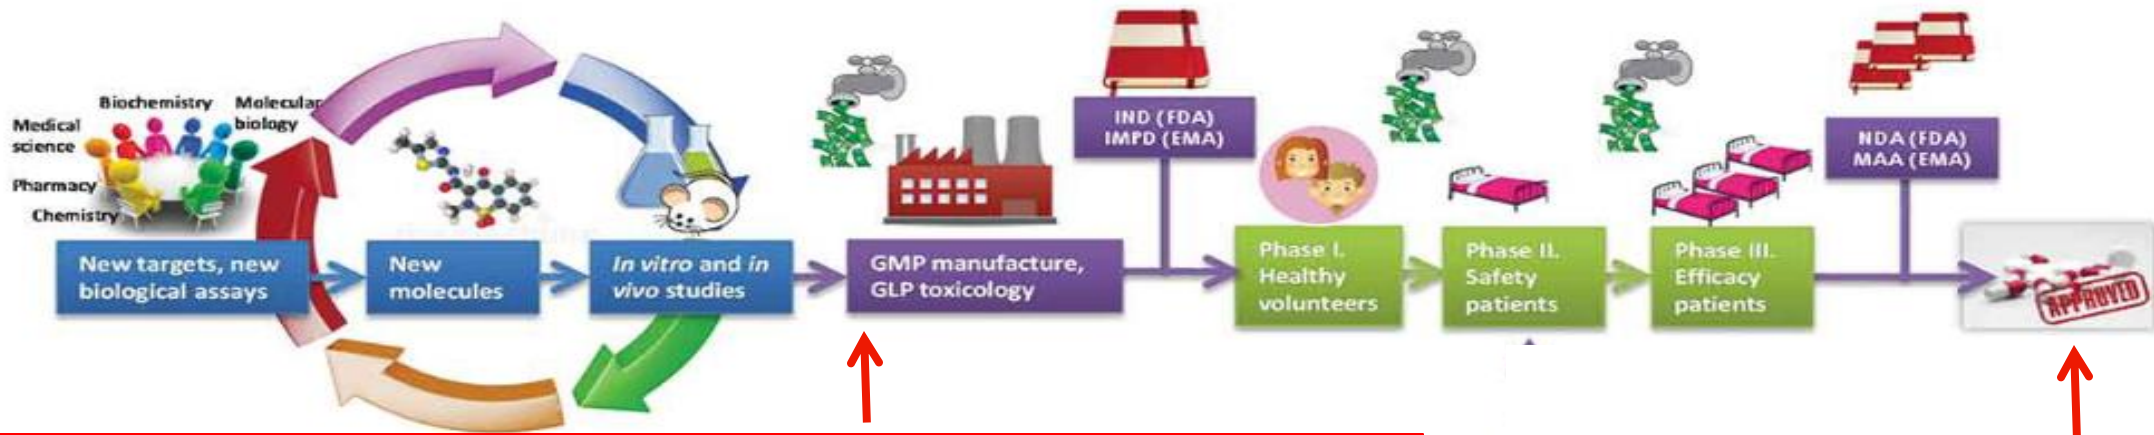 Biochemistry
Molecular
biology
Medical
science
Pharmacy
Chemistry
New targets, new
biological assays
New
molecules
In vitro and in
vivo studies
GMP manufacture,
GLP toxicology
IND (FDA)
IMPD (EMA)
Phase I.
Healthy
volunteers
Phase II.
Safety
patients
Phase III.
Efficacy
patients
NDA (FDA)
MAA (EMA)
APPROVED